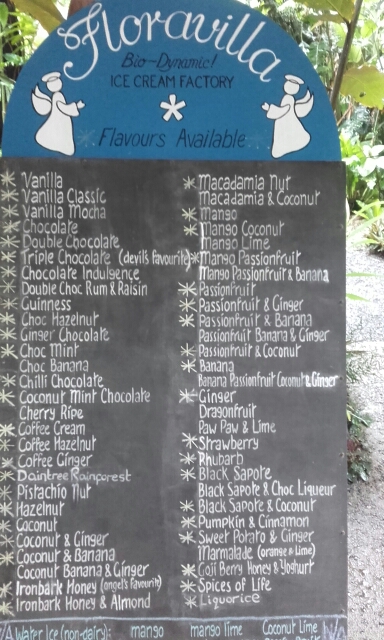 Floravilla
Bio-Dynamic!
ICE CREAM FACTORY
*
* Flavours Available
* Vanilla
* Vanilla Classic
* Vanilla Mocha
* Chocolate
* Double Chocolate
* Triple Chocolate (devils favourite)
* Chocolate Indulgence
* Double Choc Rum & Raisin
* Guinness
* Choc Hazelnut
* Ginger Chocolate
* Choc Mint
Choc Banana
* Chilli Chocolate
* Coconut Mint Chocolate
Cherry Ripe
* Coffee Cream
* Coffee Hazelnut
* Coffee Ginger
* Daintree Rainforest
* Pistachio Nut
* Hazelnut
* Coconut
* Coconut & Ginger
* Coconut & Banana
Coconut Banana & Ginger
* Ironbark Honey (angel's favourite)
* Ironbark Honey & Almond
* Macadamia Nut
Macadamia & Coconut
* Mango
* Mango Coconut
Mango Lime
* Mango Passionfruit
Mango Passionfruit & Banana
* Passionfruit
* Passionfruit & Ginger
* Passionfruit & Banana
Passionfruit Banana & Ginger
* Passionfruit & Coconut
* Banana
Banana Passionfruit Coconut & Ginger
* Ginger
Dragonfruit
Paw Paw & Lime
* Strawberry
* Rhubarb
* Black Sapote
Black Sapote & Choc Liqueur
* Black Sapote & Coconut
* Pumpkin & Cinnamon
* Sweet Potato & Ginger
Marmalade (orange & Lime)
* Goji Berry Honey & Yoghurt
* Spices of Life
* Liquorice
Water Ice (non-dairy): mango mango lime Coconut Lime